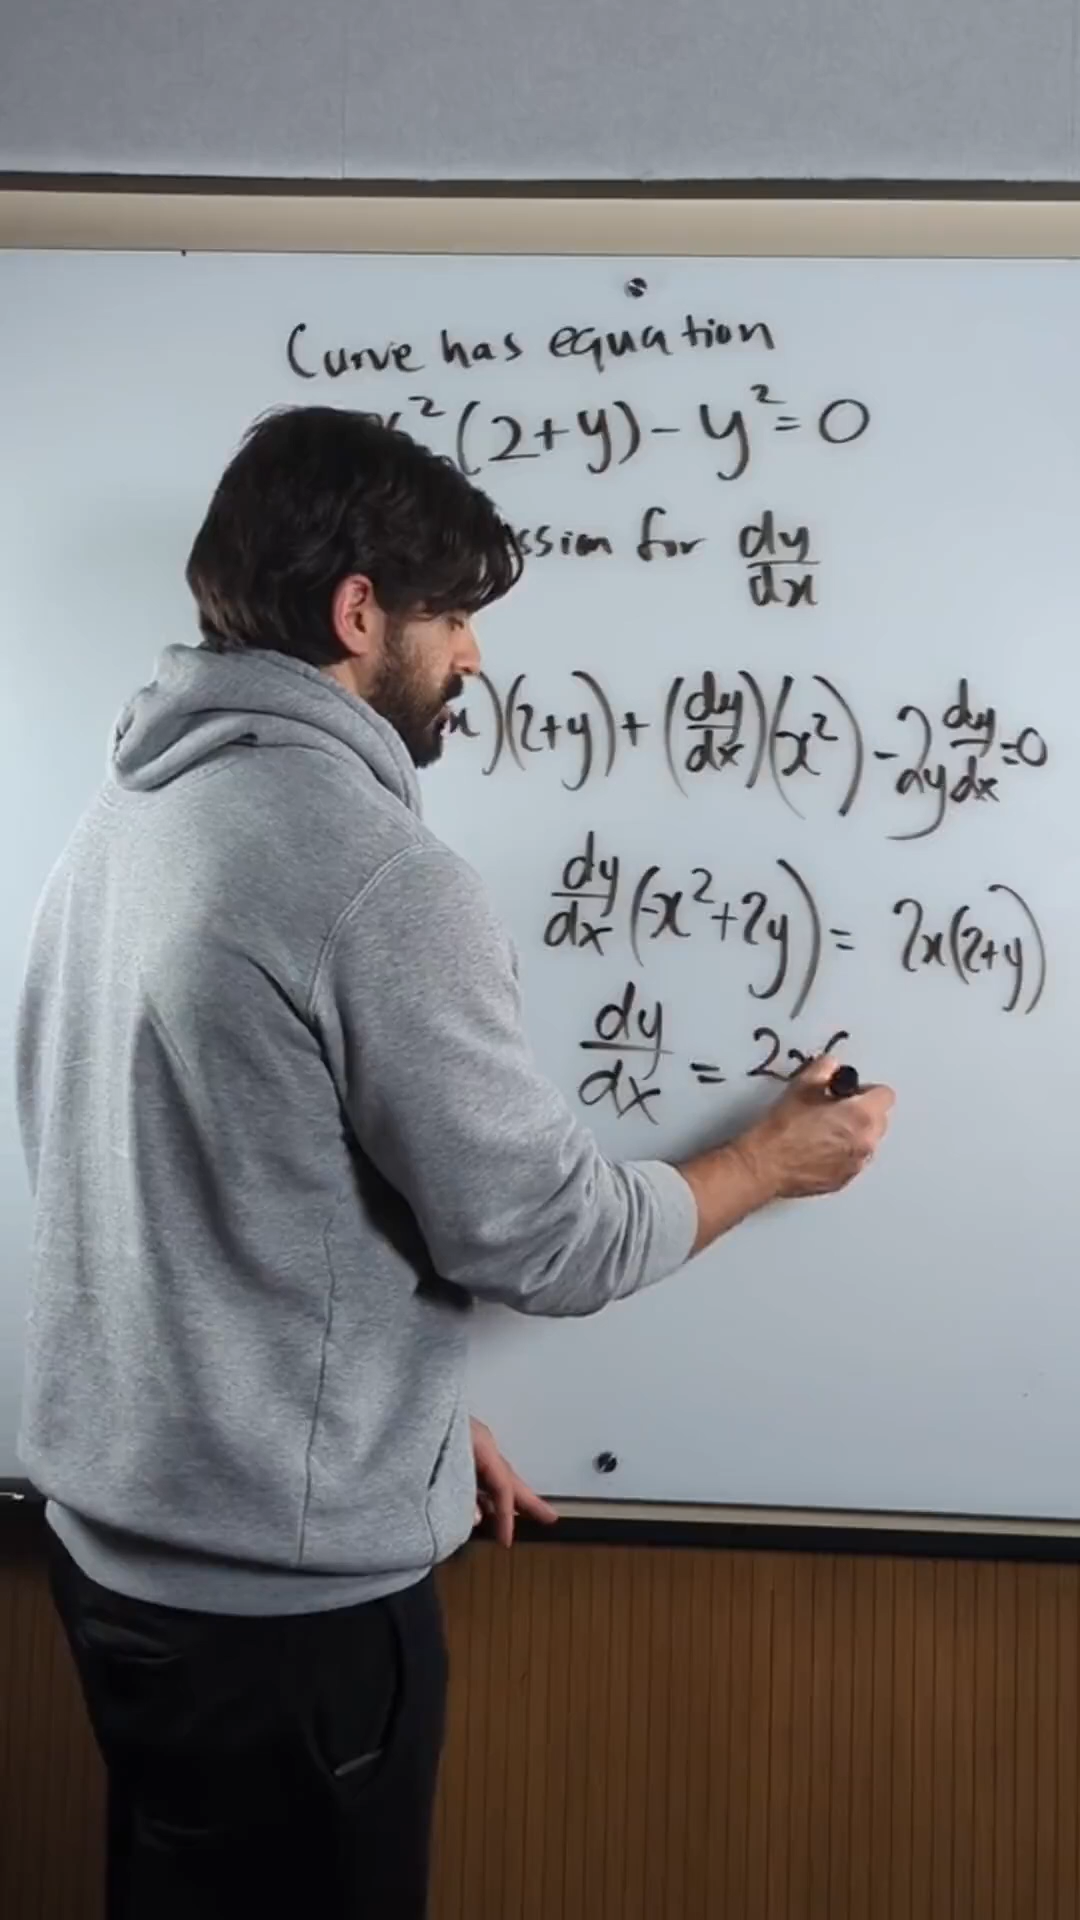 Curve has equation
x²(2+y)-y²=0
for dy/dx
x)(2+y)+(dy/dx)(x²)-2y dy/dx=0
dy/dx(-x²+2y)=2x(2+y)
dy/dx=2x(